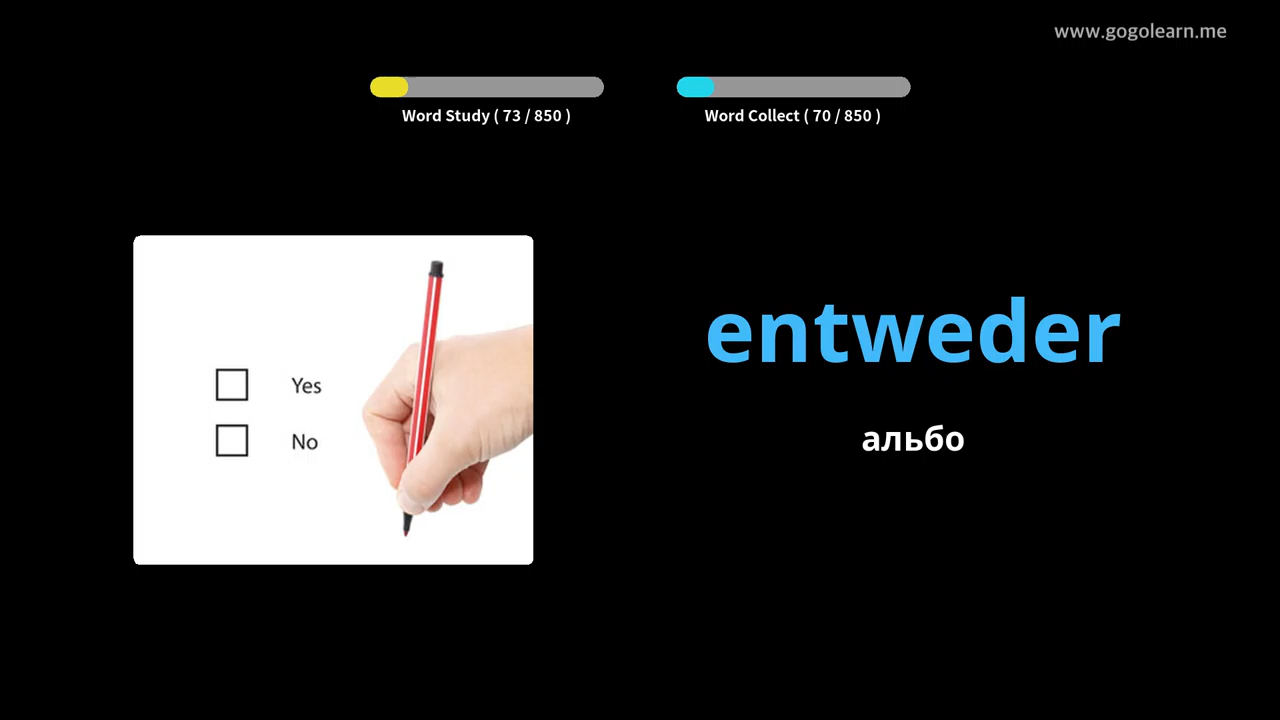 www.gogolearn.me
Word Study ( 73 / 850 )
Word Collect ( 70 / 850 )
Yes
No
entweder
альбо